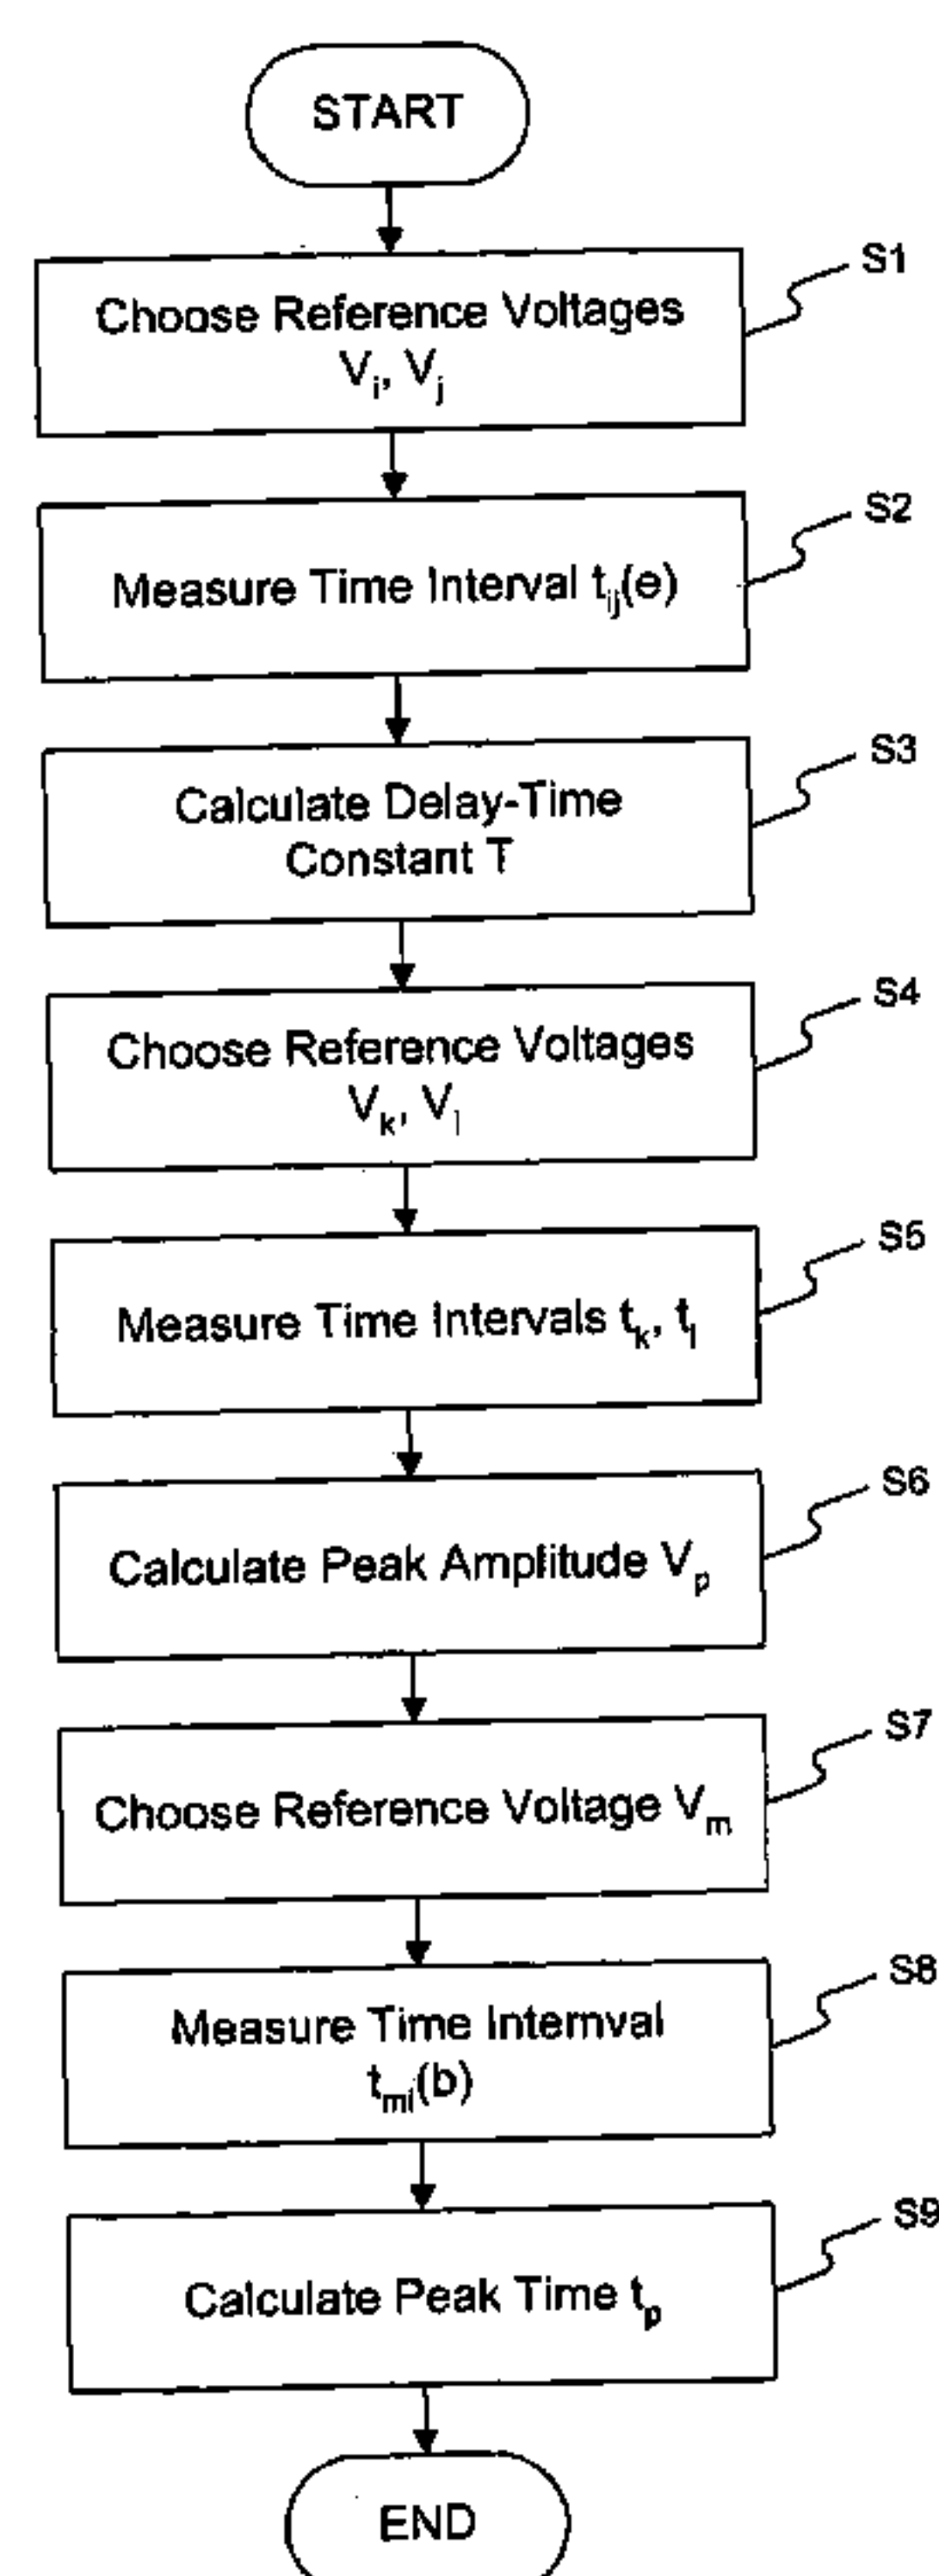 START
S1
Choose Reference Voltages
Vi, Vj
S2
Measure Time Interval tij(e)
S3
Calculate Delay-Time
Constant T
S4
Choose Reference Voltages
Vk, Vl
S5
Measure Time Intervals tk, tl
S6
Calculate Peak Amplitude Vp
S7
Choose Reference Voltage Vm
S8
Measure Time Internval
tmi(b)
S9
Calculate Peak Time tp
END